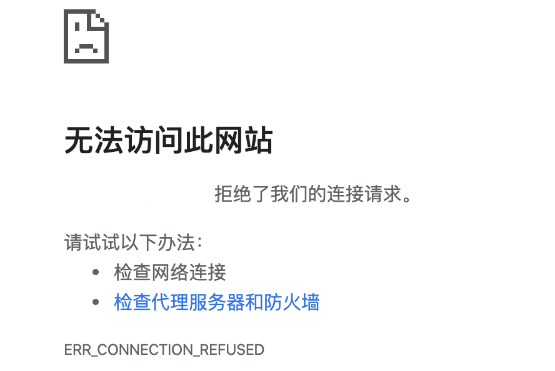 无法访问此网站
拒绝了我们的连接请求。
请试试以下办法：
• 检查网络连接
• 检查代理服务器和防火墙
ERR_CONNECTION_REFUSED